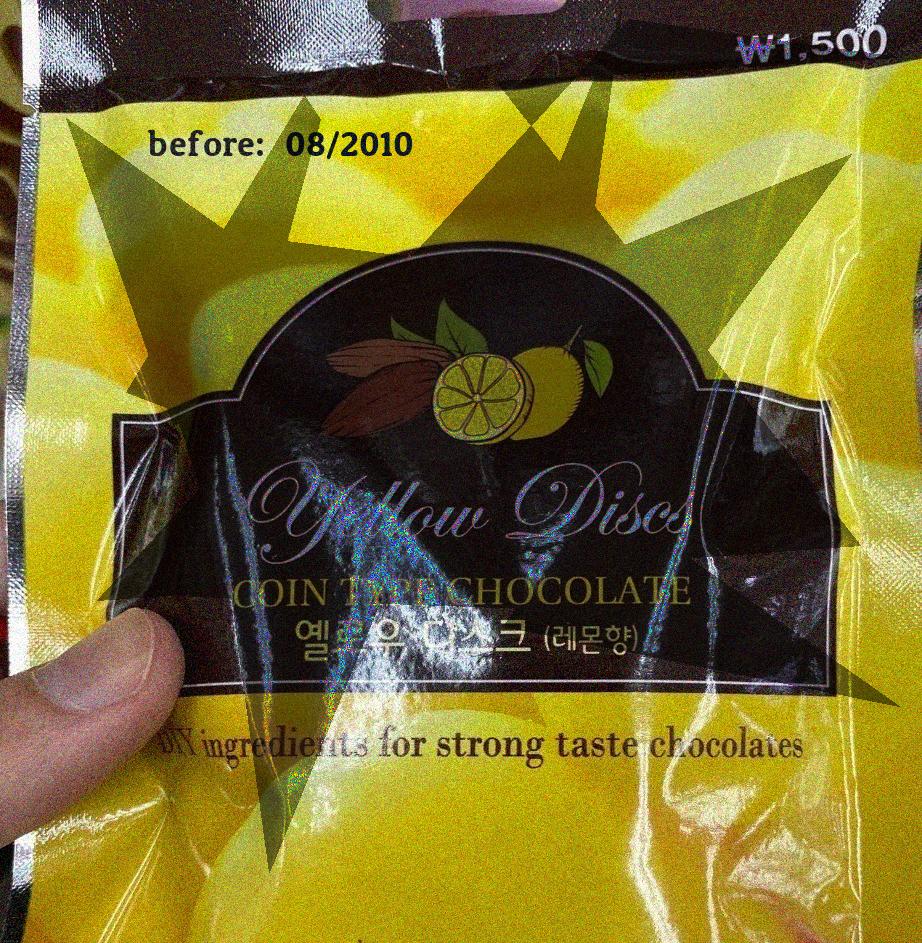 ₩1,500
before: 08/2010
Yellow Discs
COIN TYPE CHOCOLATE
옐로우 디스크 (레몬향)
DIY ingredients for strong taste chocolates